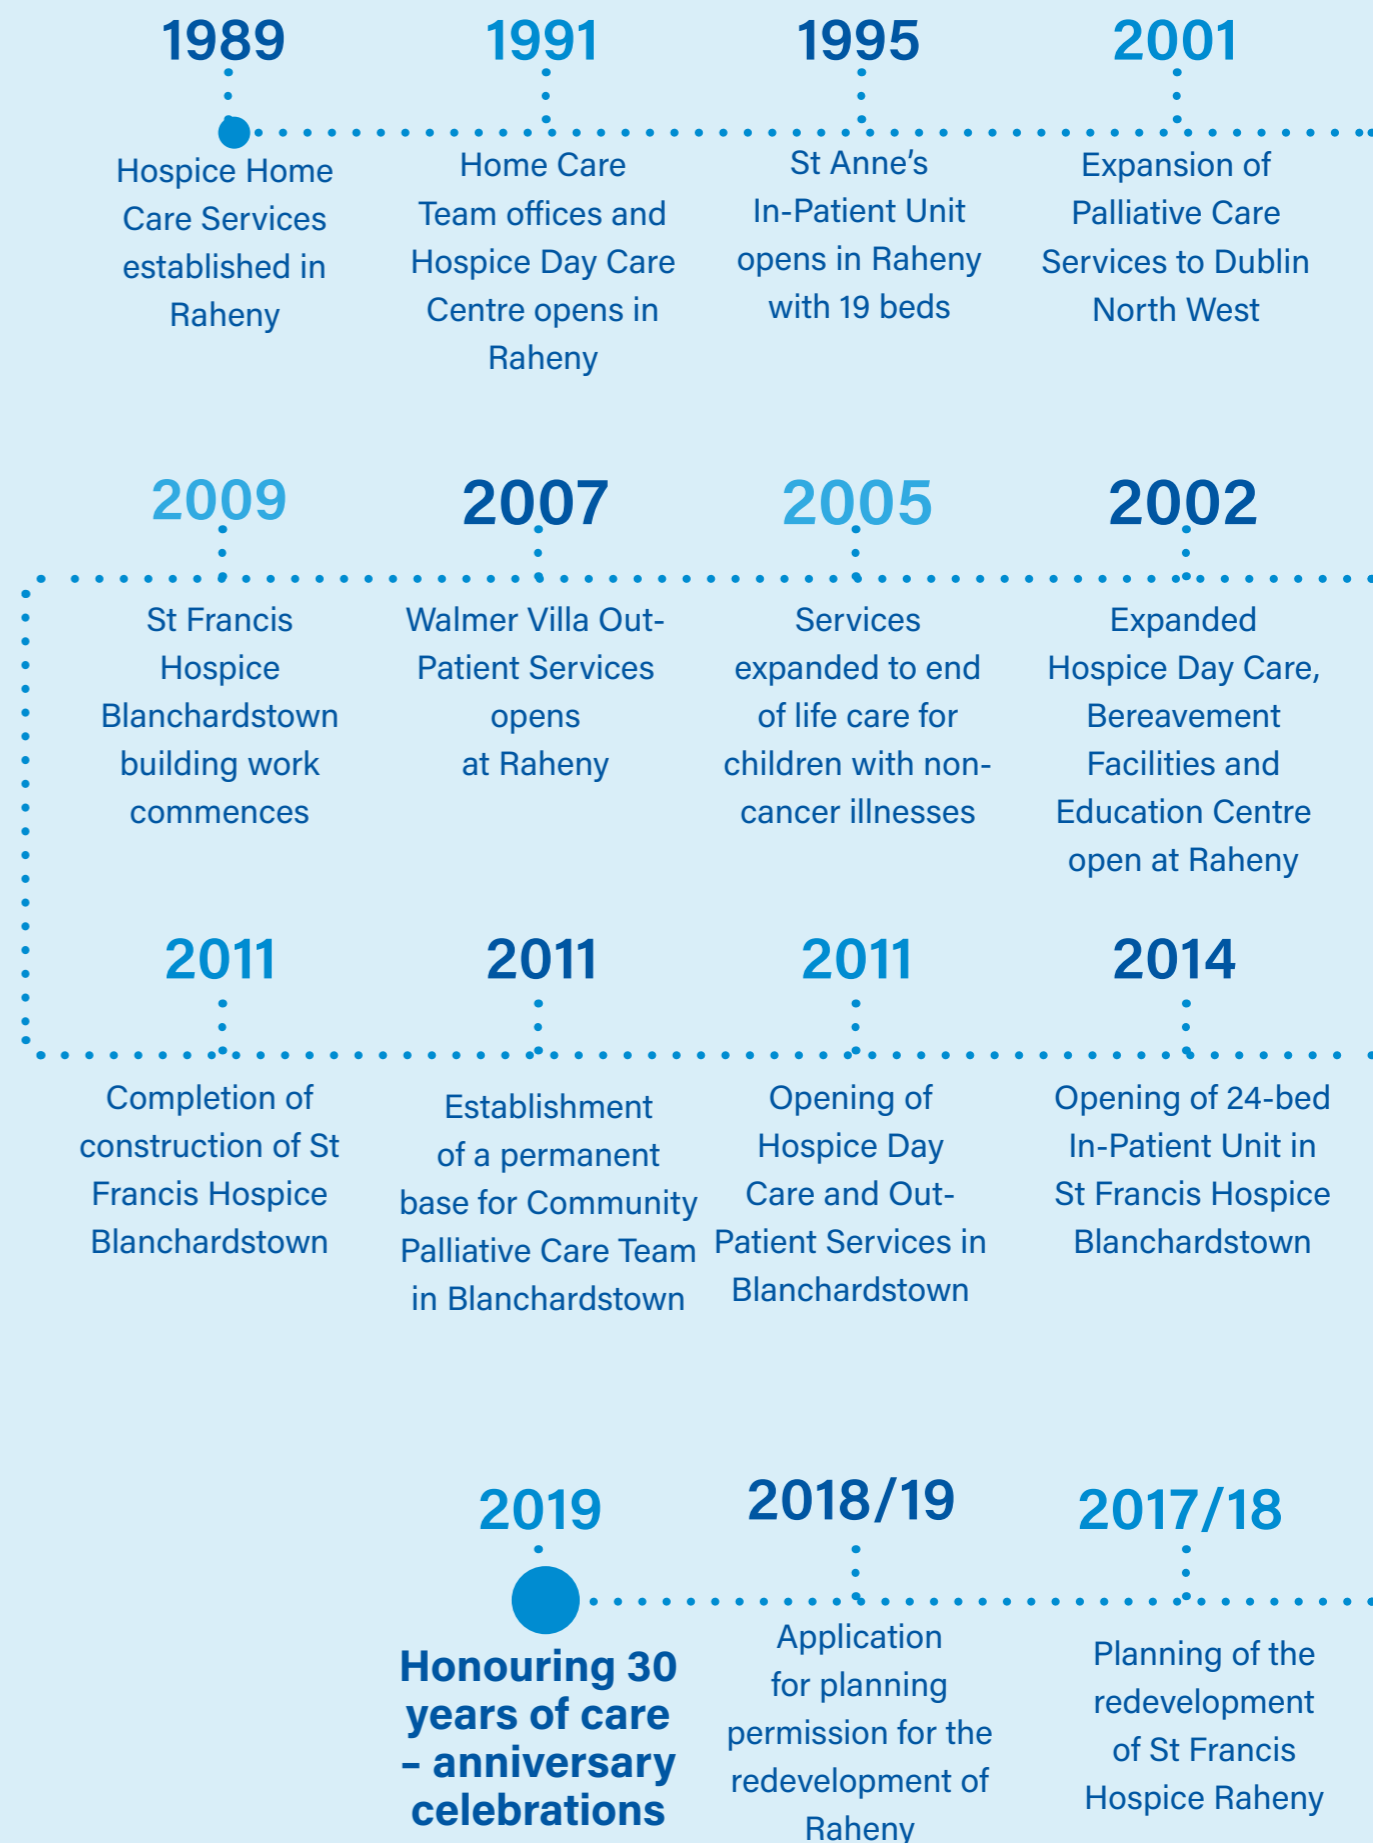 1989
Hospice Home
Care Services
established in
Raheny
1991
Home Care
Team offices and
Hospice Day Care
Centre opens in
Raheny
1995
St Anne's
In-Patient Unit
opens in Raheny
with 19 beds
2001
Expansion of
Palliative Care
Services to Dublin
North West
2002
Expanded
Hospice Day Care,
Bereavement
Facilities and
Education Centre
open at Raheny
2005
Services
expanded to end
of life care for
children with non-
cancer illnesses
2007
Walmer Villa Out-
Patient Services
opens
at Raheny
2009
St Francis
Hospice
Blanchardstown
building work
commences
2011
Completion of
construction of St
Francis Hospice
Blanchardstown
2011
Establishment
of a permanent
base for Community
Palliative Care Team
in Blanchardstown
2011
Opening of
Hospice Day
Care and Out-
Patient Services in
Blanchardstown
2014
Opening of 24-bed
In-Patient Unit in
St Francis Hospice
Blanchardstown
2017/18
Planning of the
redevelopment
of St Francis
Hospice Raheny
2018/19
Application
for planning
permission for the
redevelopment of
Raheny
2019
Honouring 30
years of care
– anniversary
celebrations